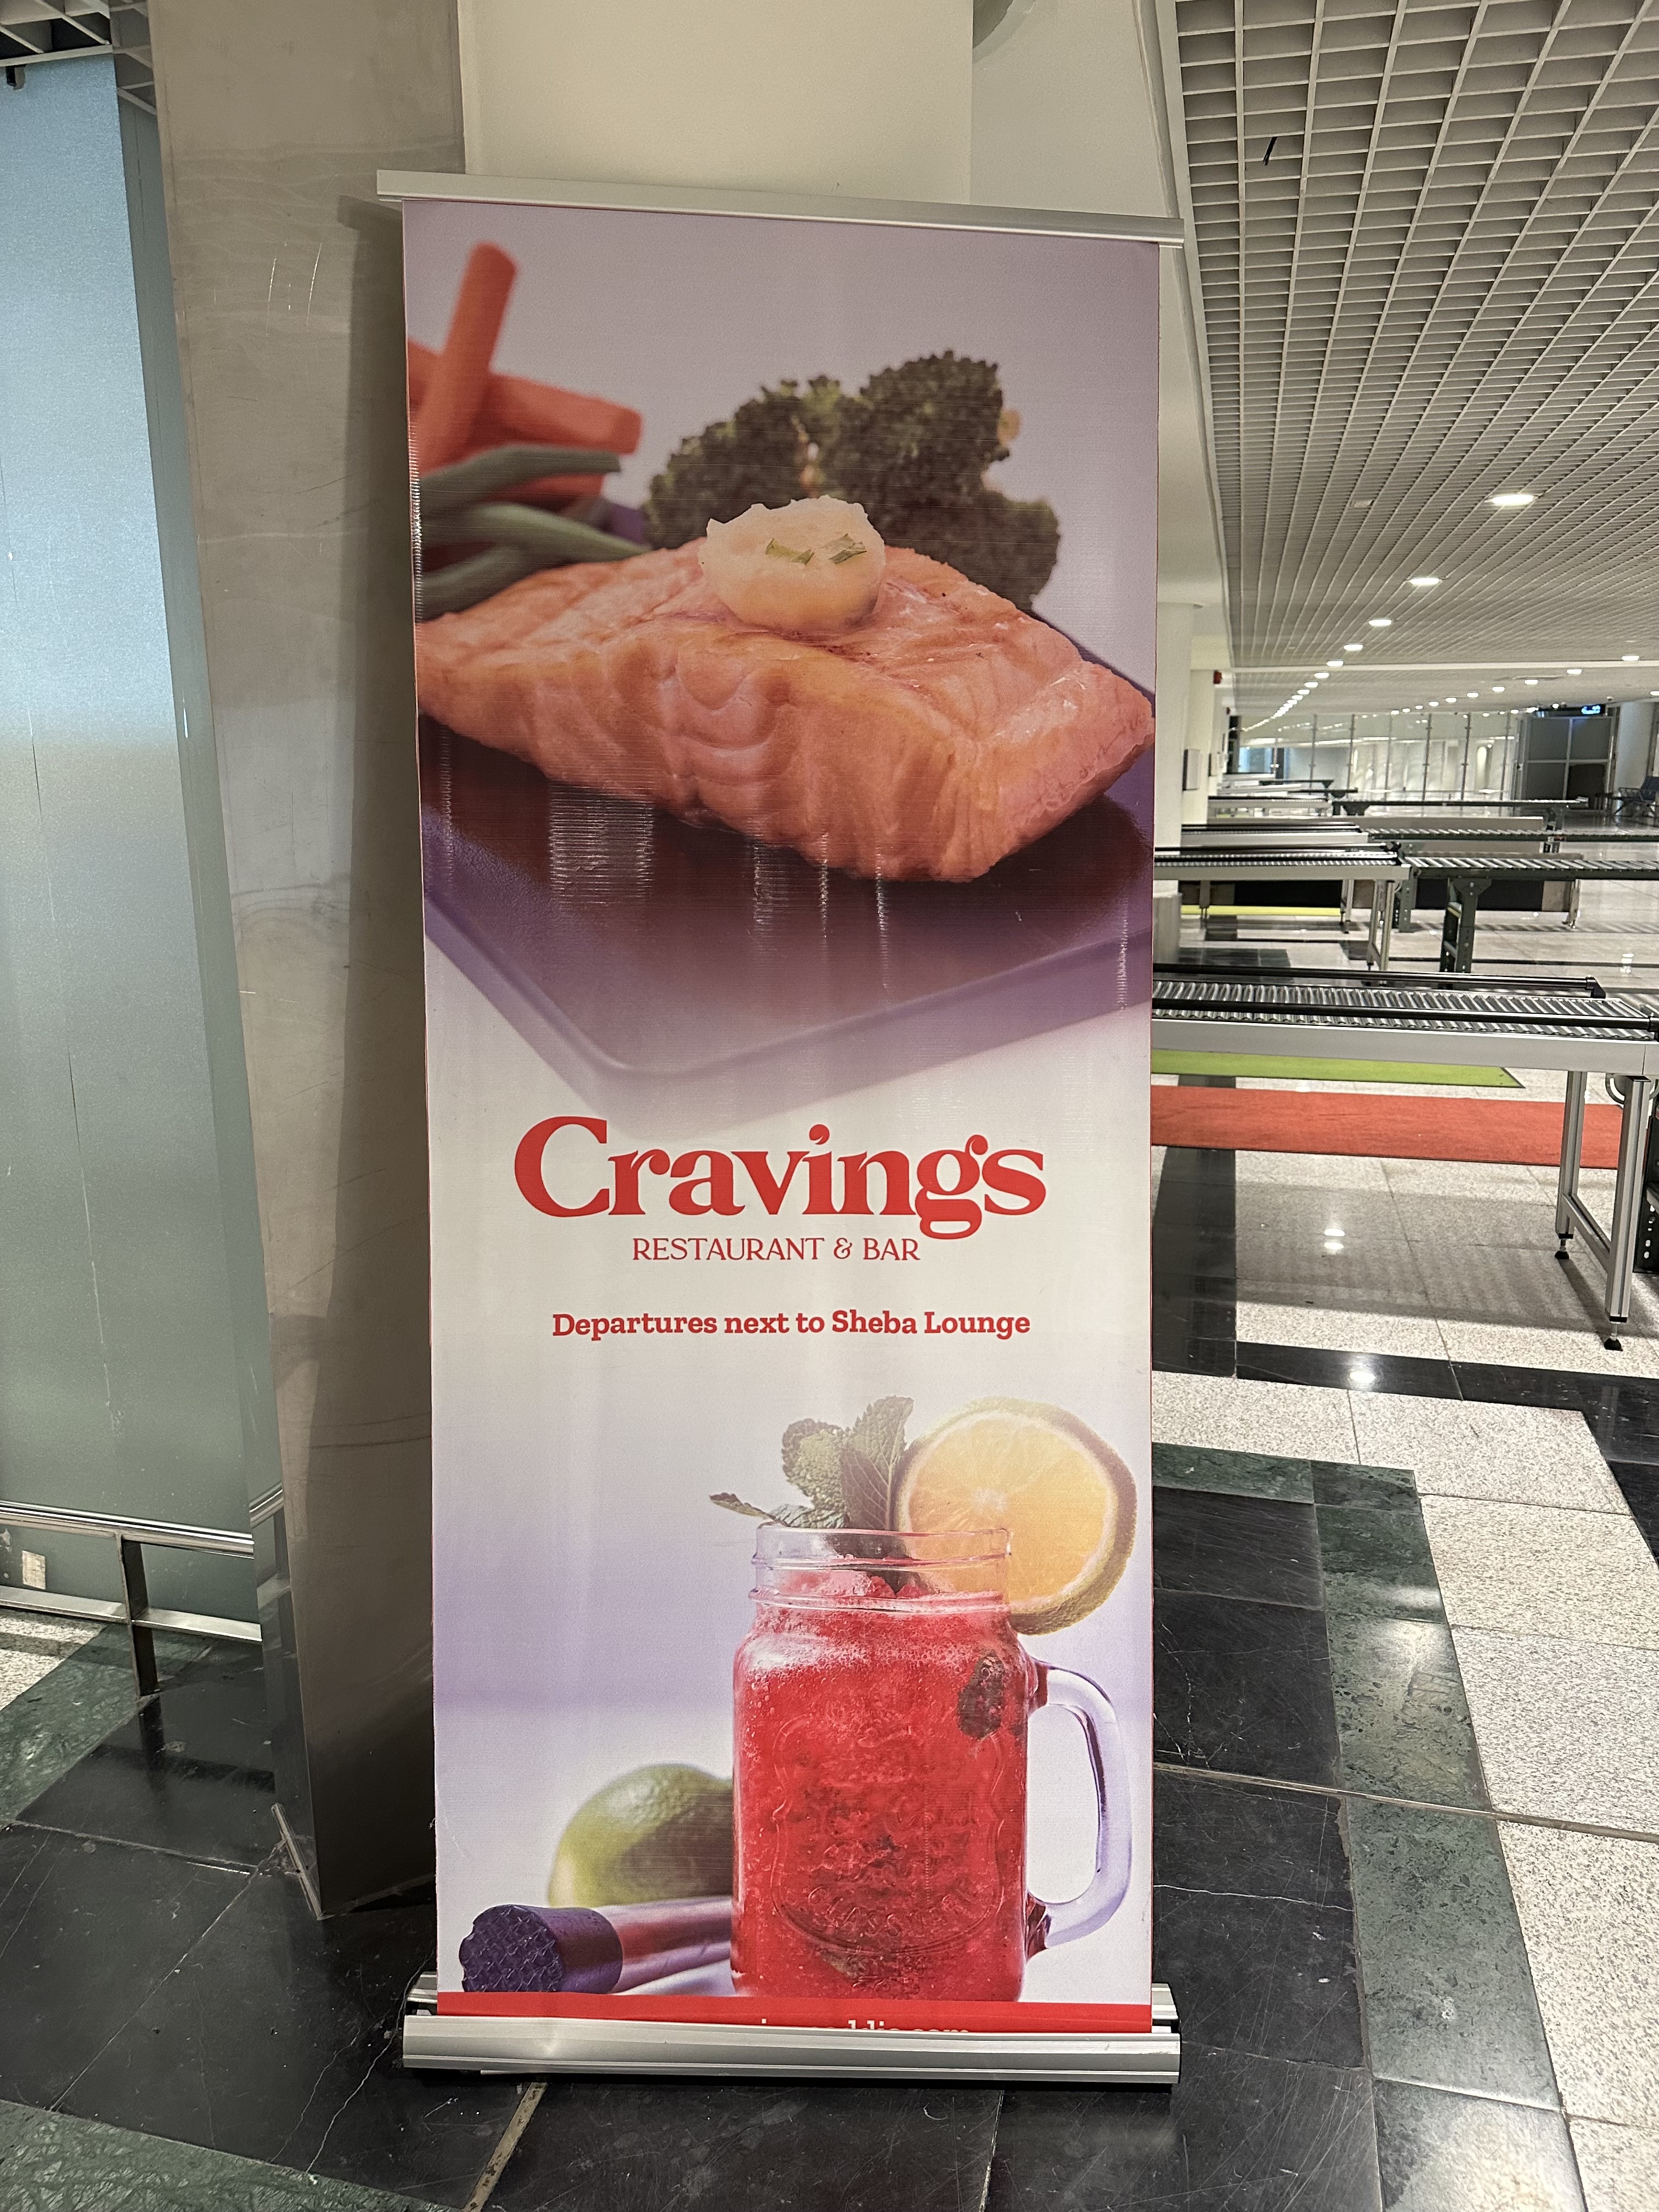 Cravings
RESTAURANT & BAR
Departures next to Sheba Lounge